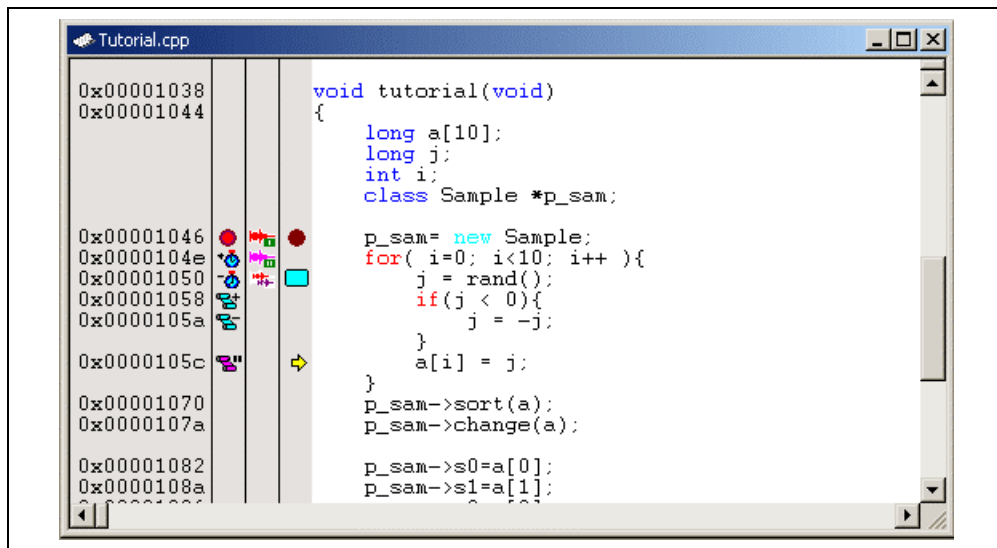 Tutorial.cpp
0x00001038 void tutorial(void)
0x00001044 {
long a[10];
long j;
int i;
class Sample *p_sam;
0x00001046 p_sam= new Sample;
0x0000104e for( i=0; i<10; i++ ){
0x00001050 j = rand();
0x00001058 if(j < 0){
0x0000105a j = -j;
}
0x0000105c a[i] = j;
}
0x00001070 p_sam->sort(a);
0x0000107a p_sam->change(a);
0x00001082 p_sam->s0=a[0];
0x0000108a p_sam->s1=a[1];